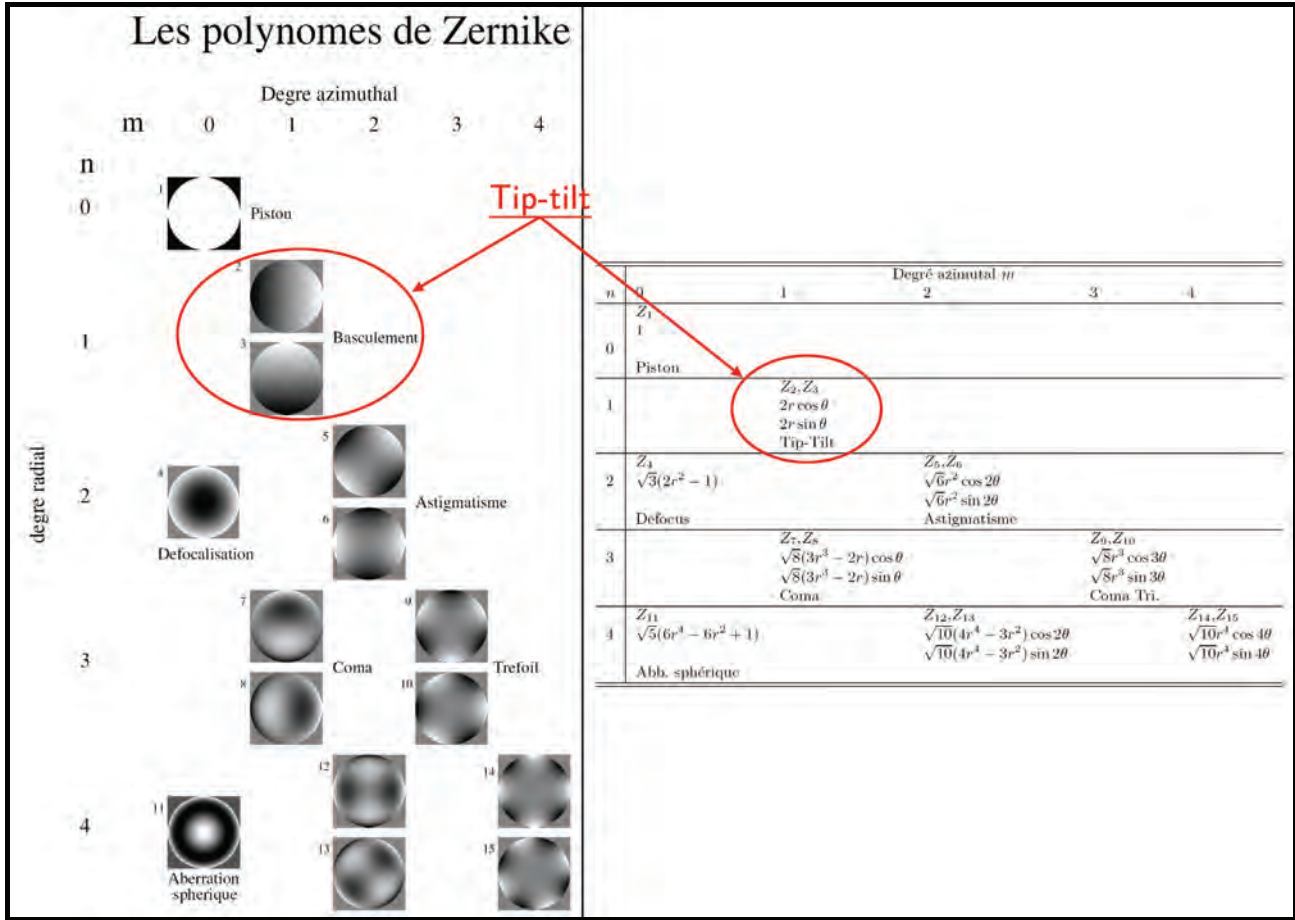 Les polynomes de Zernike
Degre azimuthal
m 0 1 2 3 4
n
1
0
Piston
Tip-tilt
2
1
3
Basculement
degre radial
5
4
2
6
Astigmatisme
Defocalisation
7
9
3
Coma
Trefoil
8
10
12
14
11
4
13
15
Aberration
spherique
Degré azimutal m
n 0 1 2 3 4
Z₁
1
0
Piston
Z₂,Z₃
1 2r cos θ
2r sin θ
Tip-Tilt
Z₄ Z₅,Z₆
2 √3(2r² − 1) √6r² cos 2θ
√6r² sin 2θ
Defocus Astigmatisme
Z₇,Z₈ Z₉,Z₁₀
3 √8(3r³ − 2r) cos θ √8r³ cos 3θ
√8(3r³ − 2r) sin θ √8r³ sin 3θ
Coma Coma Tri.
Z₁₁ Z₁₂,Z₁₃ Z₁₄,Z₁₅
4 √5(6r⁴ − 6r² + 1) √10(4r⁴ − 3r²) cos 2θ √10r⁴ cos 4θ
√10(4r⁴ − 3r²) sin 2θ √10r⁴ sin 4θ
Abb. sphérique